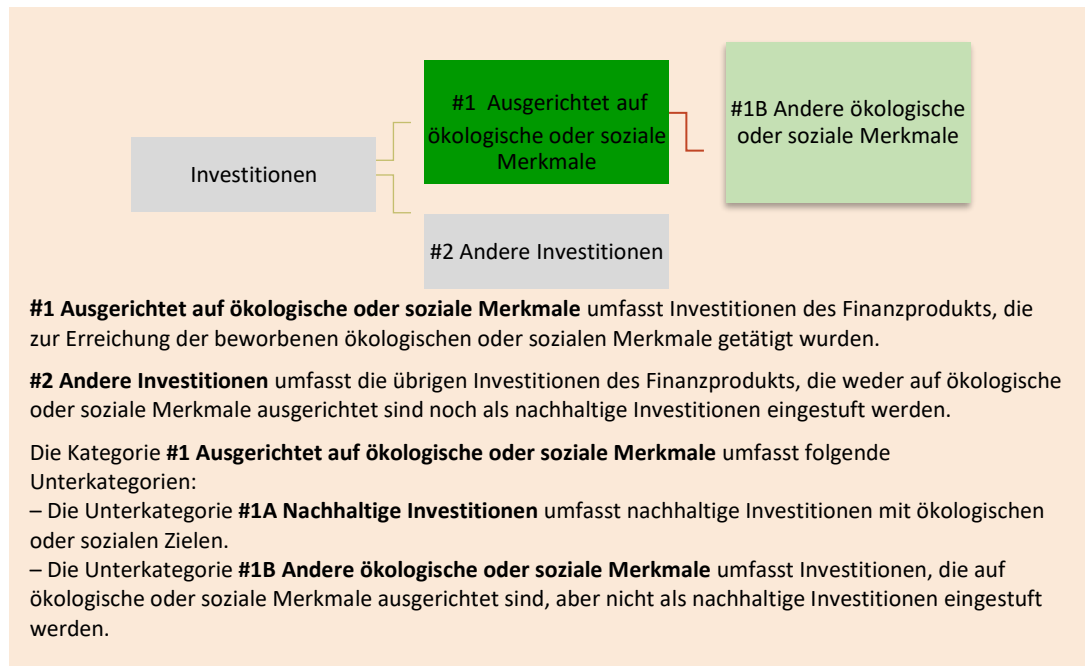 #1 Ausgerichtet auf
ökologische oder soziale
Merkmale
#1B Andere ökologische
oder soziale Merkmale
Investitionen
#2 Andere Investitionen
#1 Ausgerichtet auf ökologische oder soziale Merkmale umfasst Investitionen des Finanzprodukts, die
zur Erreichung der beworbenen ökologischen oder sozialen Merkmale getätigt wurden.
#2 Andere Investitionen umfasst die übrigen Investitionen des Finanzprodukts, die weder auf ökologische
oder soziale Merkmale ausgerichtet sind noch als nachhaltige Investitionen eingestuft werden.
Die Kategorie #1 Ausgerichtet auf ökologische oder soziale Merkmale umfasst folgende
Unterkategorien:
– Die Unterkategorie #1A Nachhaltige Investitionen umfasst nachhaltige Investitionen mit ökologischen
oder sozialen Zielen.
– Die Unterkategorie #1B Andere ökologische oder soziale Merkmale umfasst Investitionen, die auf
ökologische oder soziale Merkmale ausgerichtet sind, aber nicht als nachhaltige Investitionen eingestuft
werden.